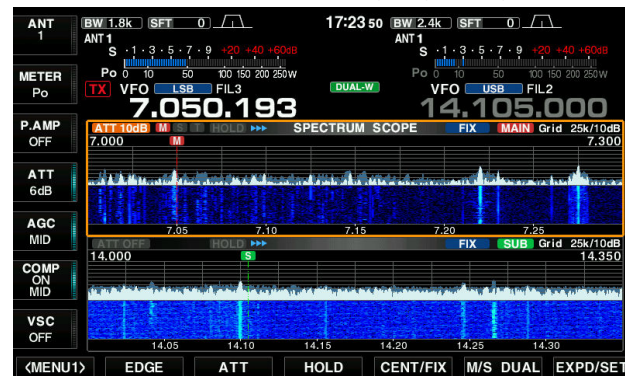 ANT 1
BW 1.8k SFT 0
17:23 50
BW 2.4k SFT 0
ANT 1
ANT 1
S ·1·3·5·7·9 +20 +40 +60dB
S ·1·3·5·7·9 +20 +40 +60dB
METER Po
Po 0 10 50 100 150 200 250W
Po 0 10 50 100 150 200 250W
TX VFO LSB FIL3
DUAL-W
VFO USB FIL2
7.050.193
14.105.000
P.AMP OFF
ATT 10dB M S T HOLD SPECTRUM SCOPE FIX MAIN Grid 25k/10dB
7.000 M 7.300
ATT 6dB
AGC MID
7.05 7.10 7.15 7.20 7.25
ATT OFF HOLD FIX SUB Grid 25k/10dB
14.000 S 14.350
COMP ON MID
VSC OFF
14.05 14.10 14.15 14.20 14.25 14.30
<MENU1> EDGE ATT HOLD CENT/FIX M/S DUAL EXPD/SET